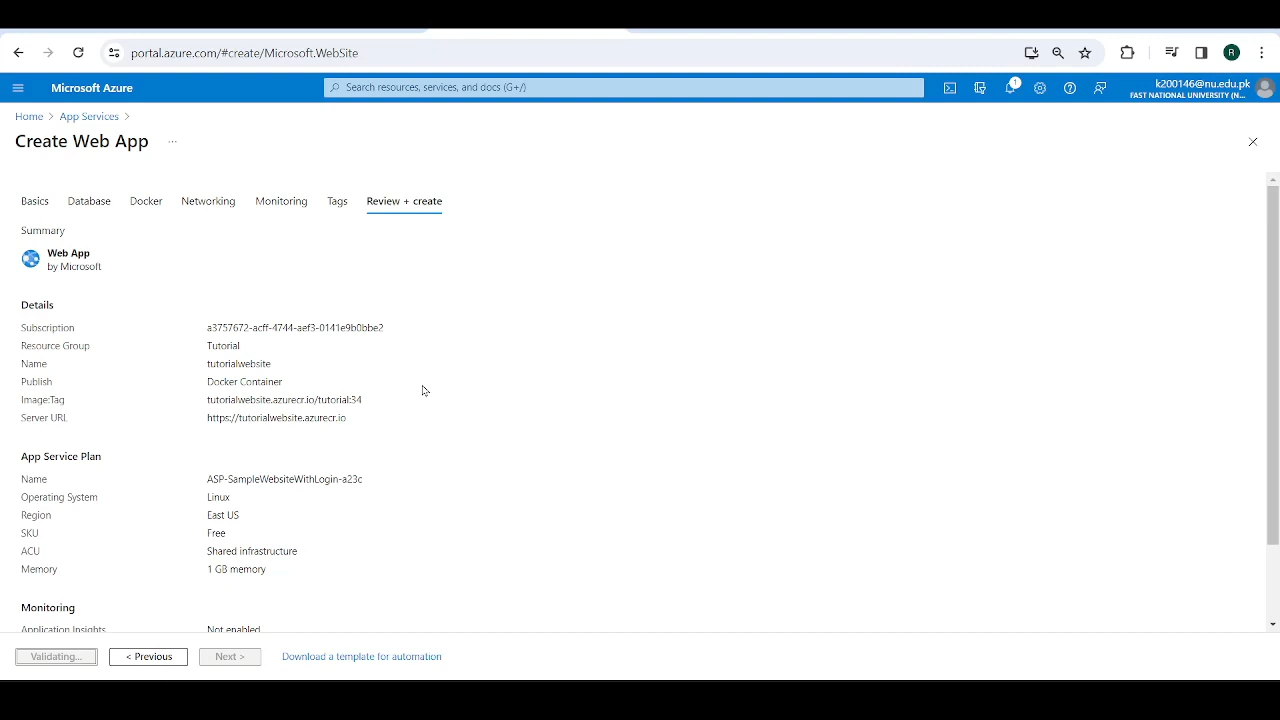 portal.azure.com/#create/Microsoft.WebSite
R
Microsoft Azure
Search resources, services, and docs (G+/)
1
k200146@nu.edu.pk
FAST NATIONAL UNIVERSITY (N...
Home > App Services >
Create Web App ...
Basics Database Docker Networking Monitoring Tags Review + create
Summary
Web App
by Microsoft
Details
Subscription a3757672-acff-4744-aef3-0141e9b0bbe2
Resource Group Tutorial
Name tutorialwebsite
Publish Docker Container
Image:Tag tutorialwebsite.azurecr.io/tutorial:34
Server URL https://tutorialwebsite.azurecr.io
App Service Plan
Name ASP-SampleWebsiteWithLogin-a23c
Operating System Linux
Region East US
SKU Free
ACU Shared infrastructure
Memory 1 GB memory
Monitoring
Application Insights Not enabled
Validating... < Previous Next > Download a template for automation